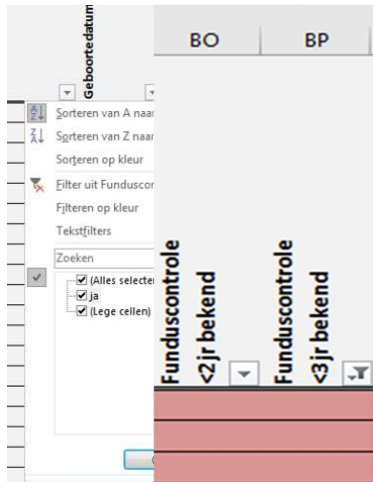 Geboortedatum
Sorteren van A naar
Sorteren van Z naar
Sorteren op kleur
Filter uit Funduscor
Filteren op kleur
Tekstfilters
Zoeken
(Alles selecter
ja
(Lege cellen)
BO
BP
Funduscontrole
<2jr bekend
Funduscontrole
<3jr bekend